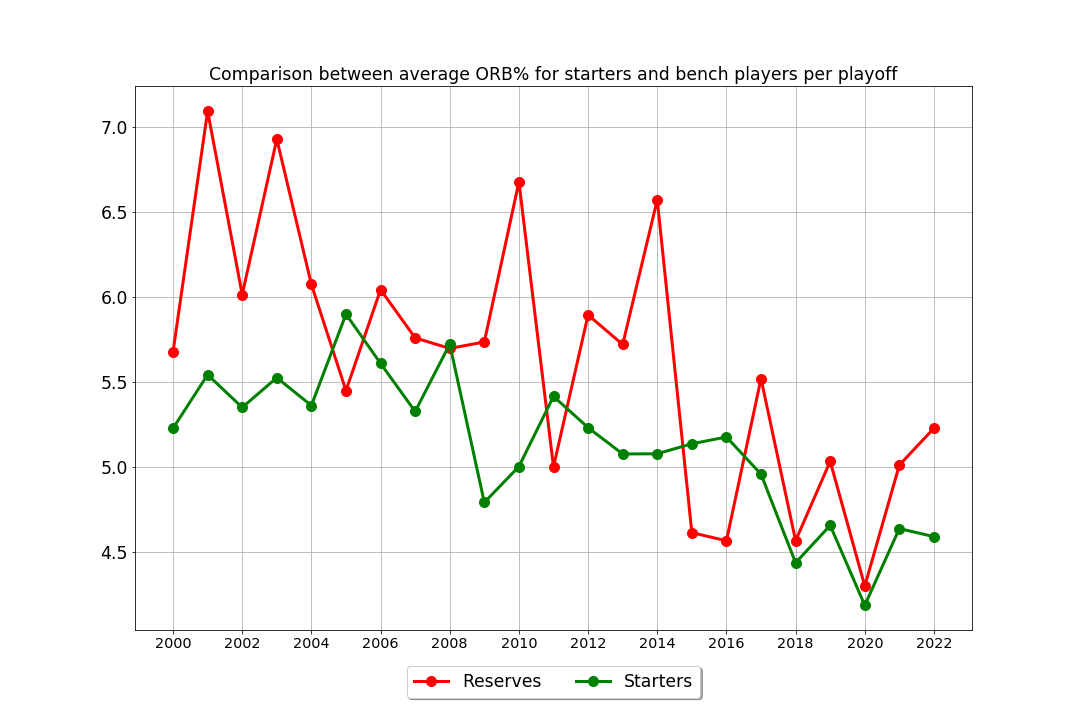 Comparison between average ORB% for starters and bench players per playoff
7.0
6.5
6.0
5.5
5.0
4.5
2000 2002 2004 2006 2008 2010 2012 2014 2016 2018 2020 2022
Reserves Starters